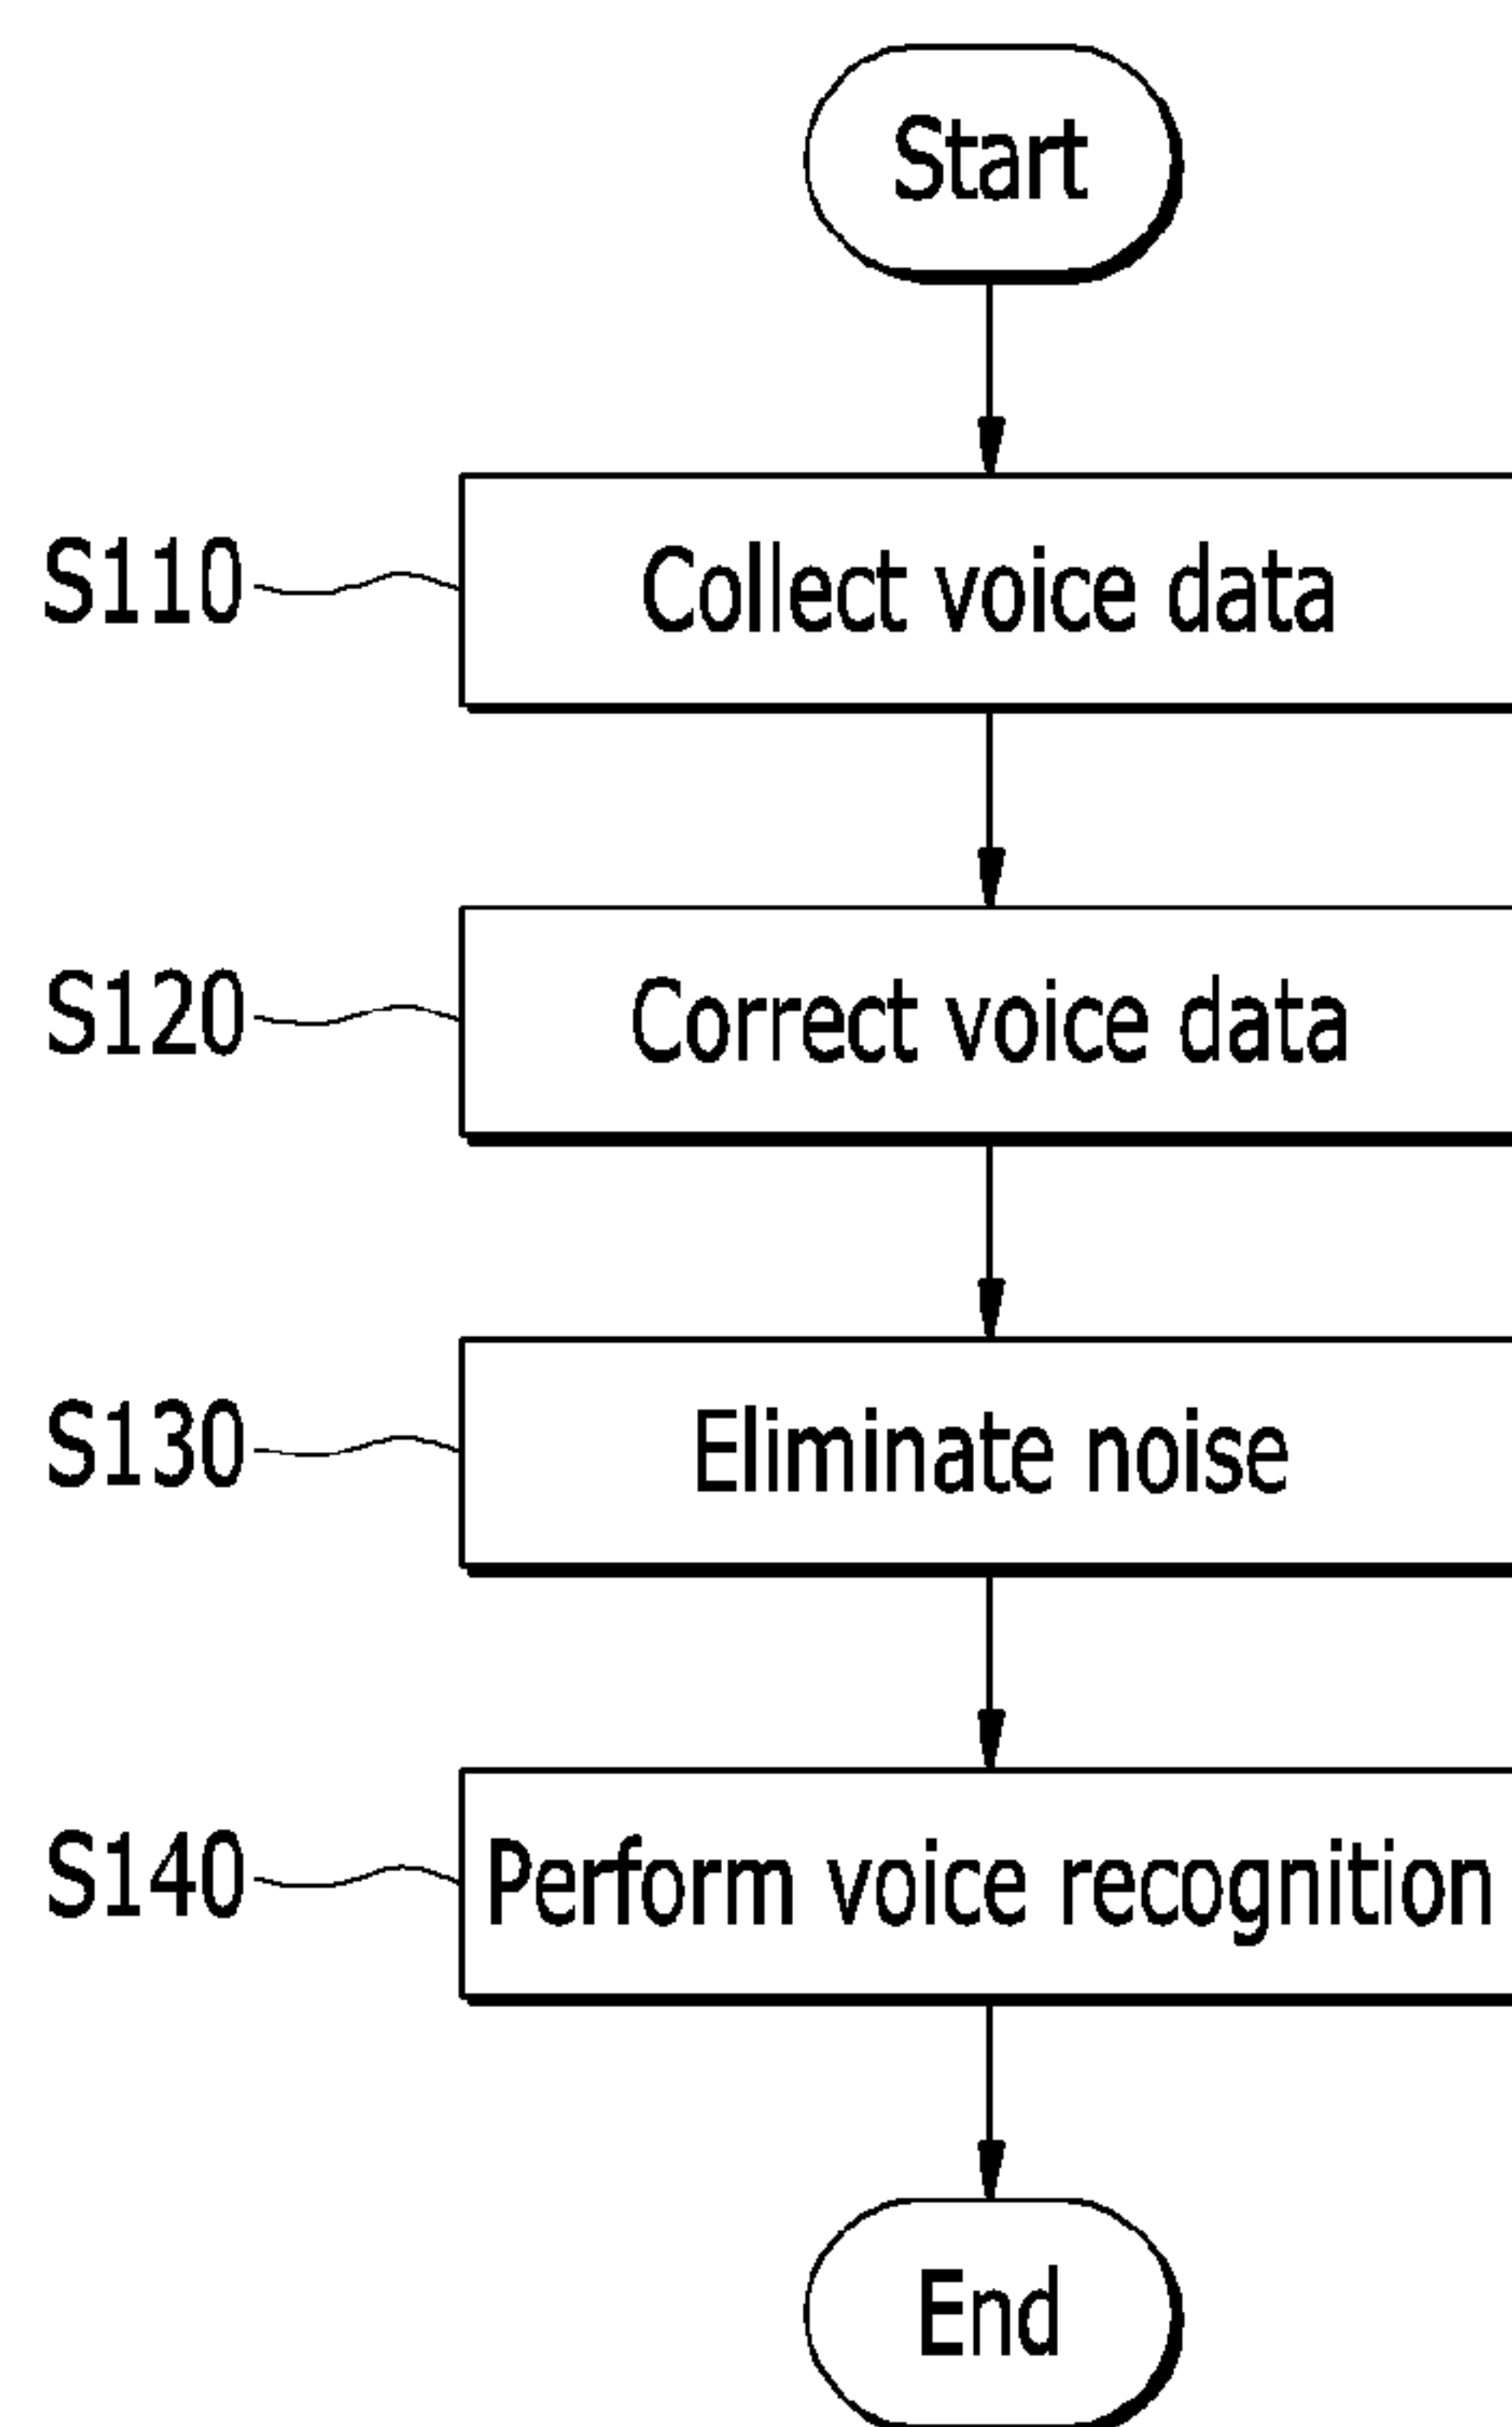 Start
S110 Collect voice data
S120 Correct voice data
S130 Eliminate noise
S140 Perform voice recognition
End